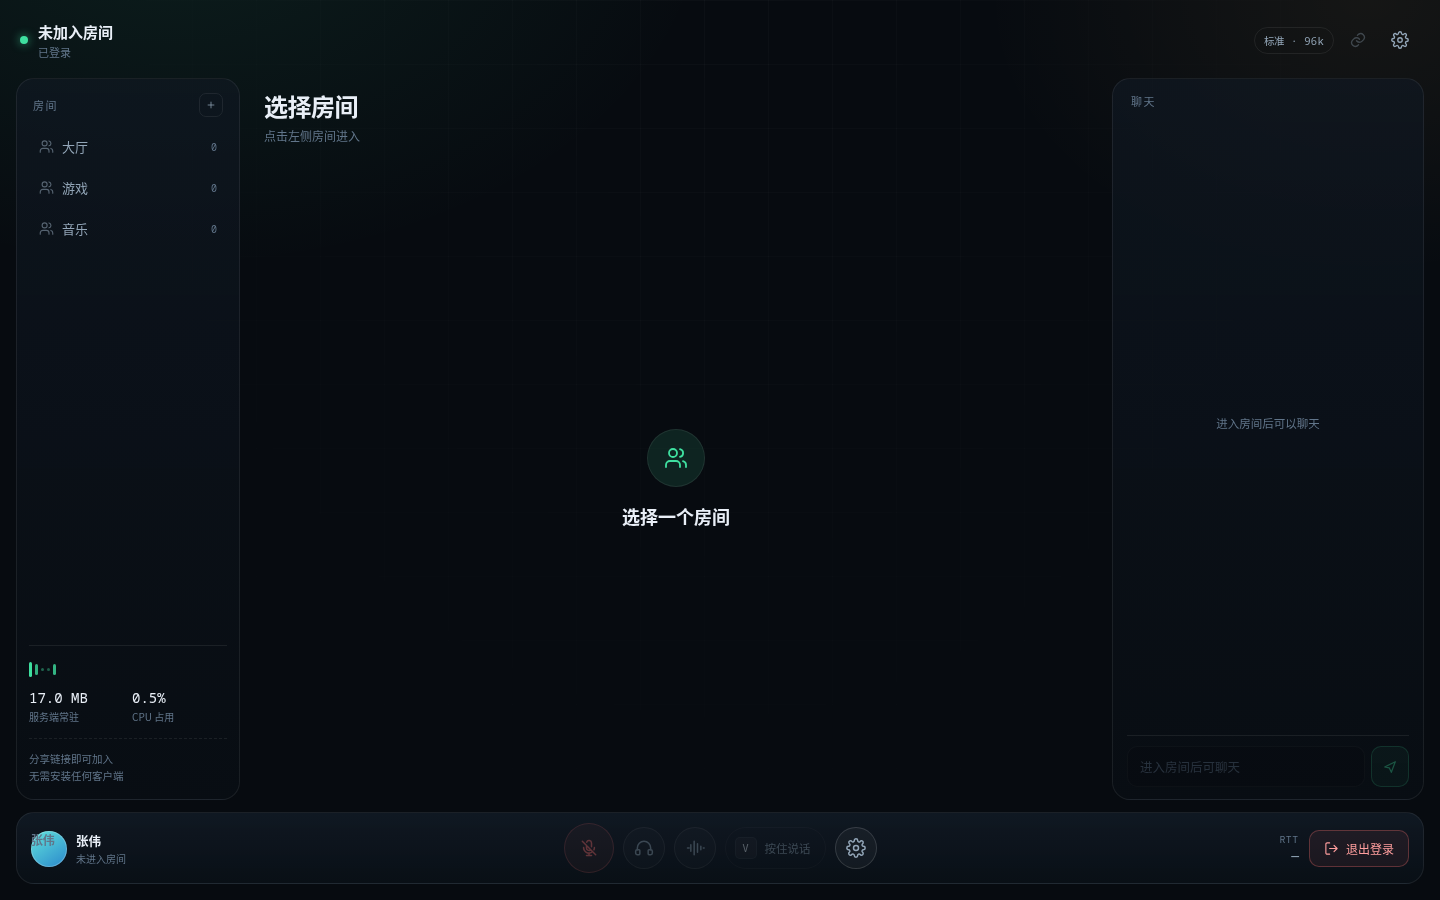 未加入房间
已登录
标准 · 96k
房间
+
大厅 0
游戏 0
音乐 0
17.0 MB 0.5%
服务端常驻 CPU 占用
分享链接即可加入
无需安装任何客户端
选择房间
点击左侧房间进入
选择一个房间
聊天
进入房间后可以聊天
进入房间后可聊天
张伟
张伟
未进入房间
V 按住说话
RTT
—
退出登录